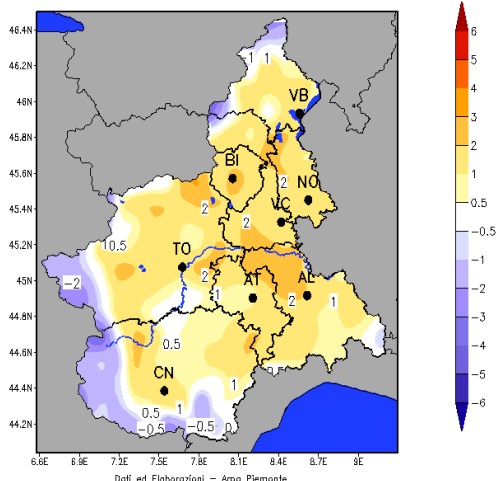 46.4N
46.2N
46N
45.8N
45.6N
45.4N
45.2N
45N
44.8N
44.6N
44.4N
44.2N
6.6E 6.9E 7.2E 7.5E 7.8E 8.1E 8.4E 8.7E 9E
1 1
VB
BI
2
NO
2
VC
2
10.5
TO
2
-2
AT
AL
1
2
1
0.5
0.5
CN
1
0.5
1
-0.5
-0.5
0
6
5
4
3
2
1
0.5
-0.5
-1
-2
-3
-4
-5
-6
Dati ed Elaborazioni – Arpa Piemonte